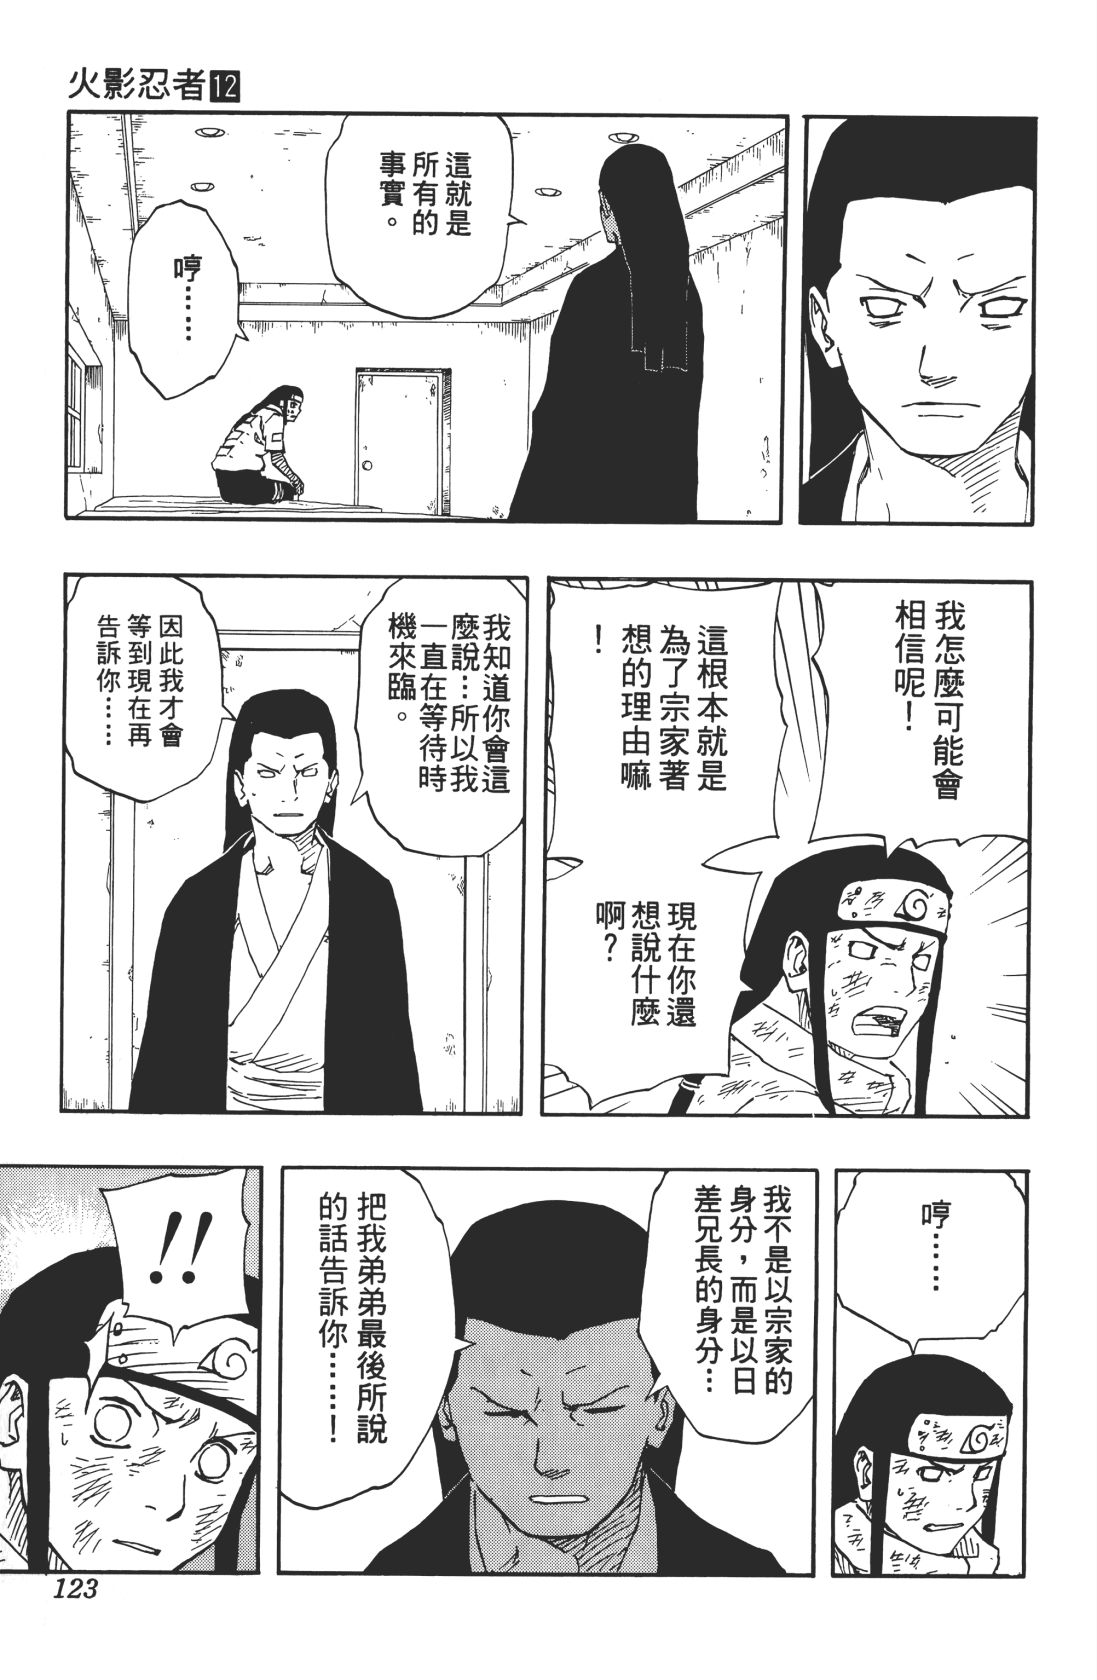 火影忍者12
這就是
所有的
事實。
哼……
我怎麼可能會
相信呢！
這根本就是
為了宗家著
想的理由嘛
！
現在你還
想說什麼
啊？
我知道你會這
麼說…所以我
一直在等待時
機來臨。
因此我才會
等到現在再
告訴你……
哼……
我不是以宗家的
身分，而是以日
差兄長的身分…
把我弟弟最後所說
的話告訴你……！
!!
123